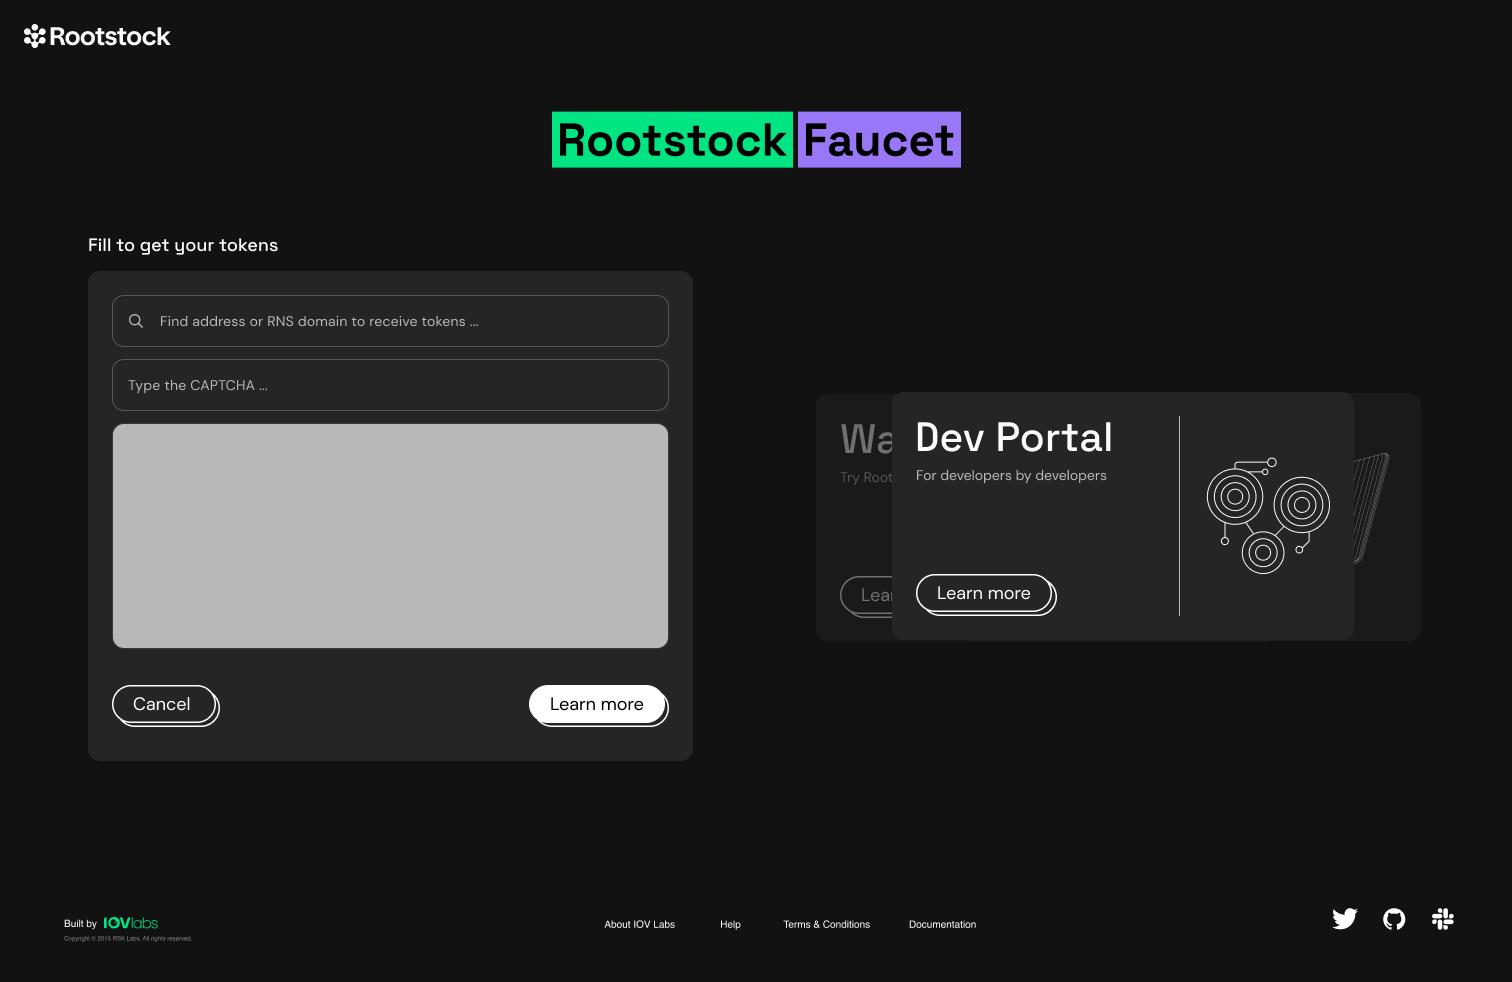 Rootstock
Rootstock Faucet
Fill to get your tokens
Find address or RNS domain to receive tokens ...
Type the CAPTCHA ...
Cancel
Learn more
Wa
Try Root
Lear
Dev Portal
For developers by developers
Learn more
Built by IOVlabs
Copyright © 2015 RSK Labs. All rights reserved.
About IOV Labs
Help
Terms & Conditions
Documentation